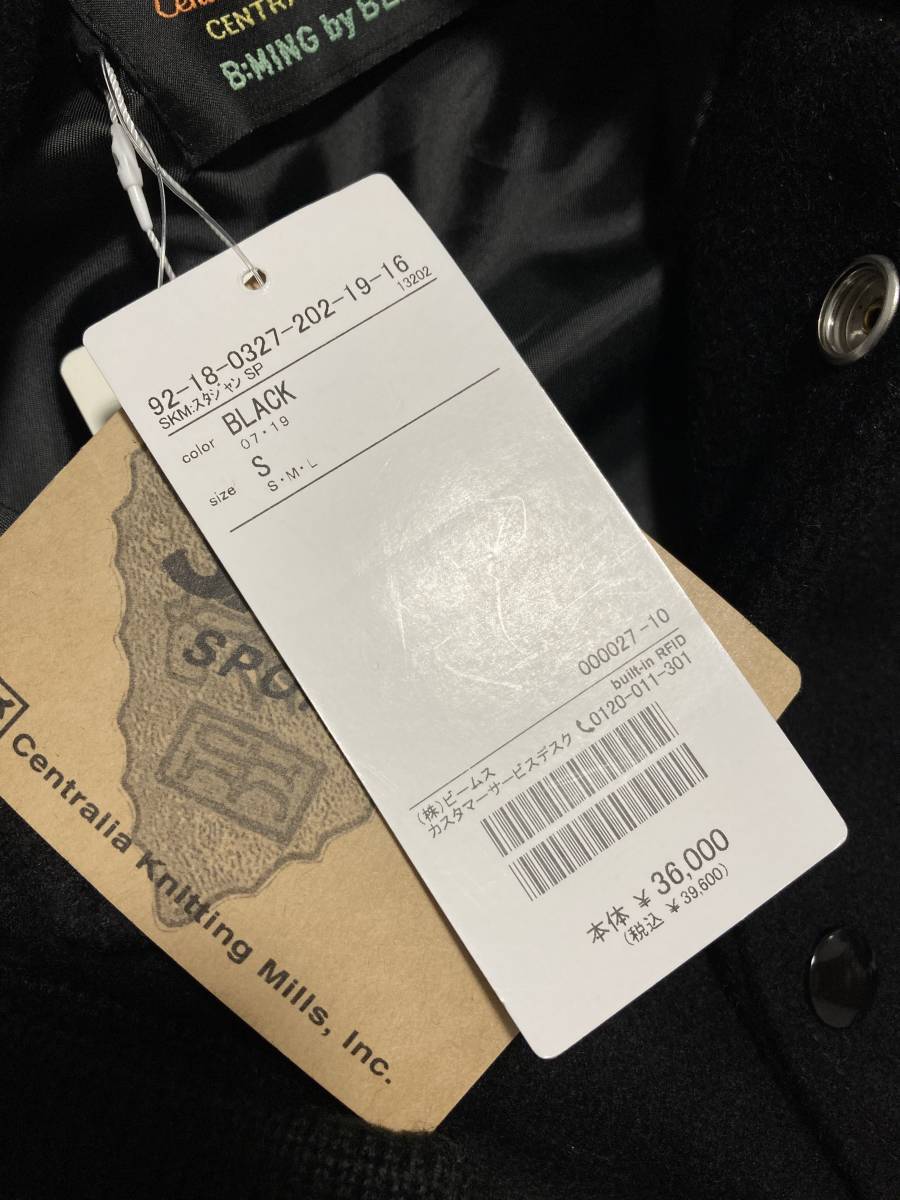 CENTRA
B:MING by BE
92-18-0327-202-19-16
13202
SKM:スタジャン SP
color BLACK
07・19
size S
S・M・L
000027-10
built-in RFID
(株)ビームス
カスタマーサービスデスク 0120-011-301
本体 ¥ 36,000
(税込 ¥ 39,600)
SPO
Centralia Knitting Mills, Inc.